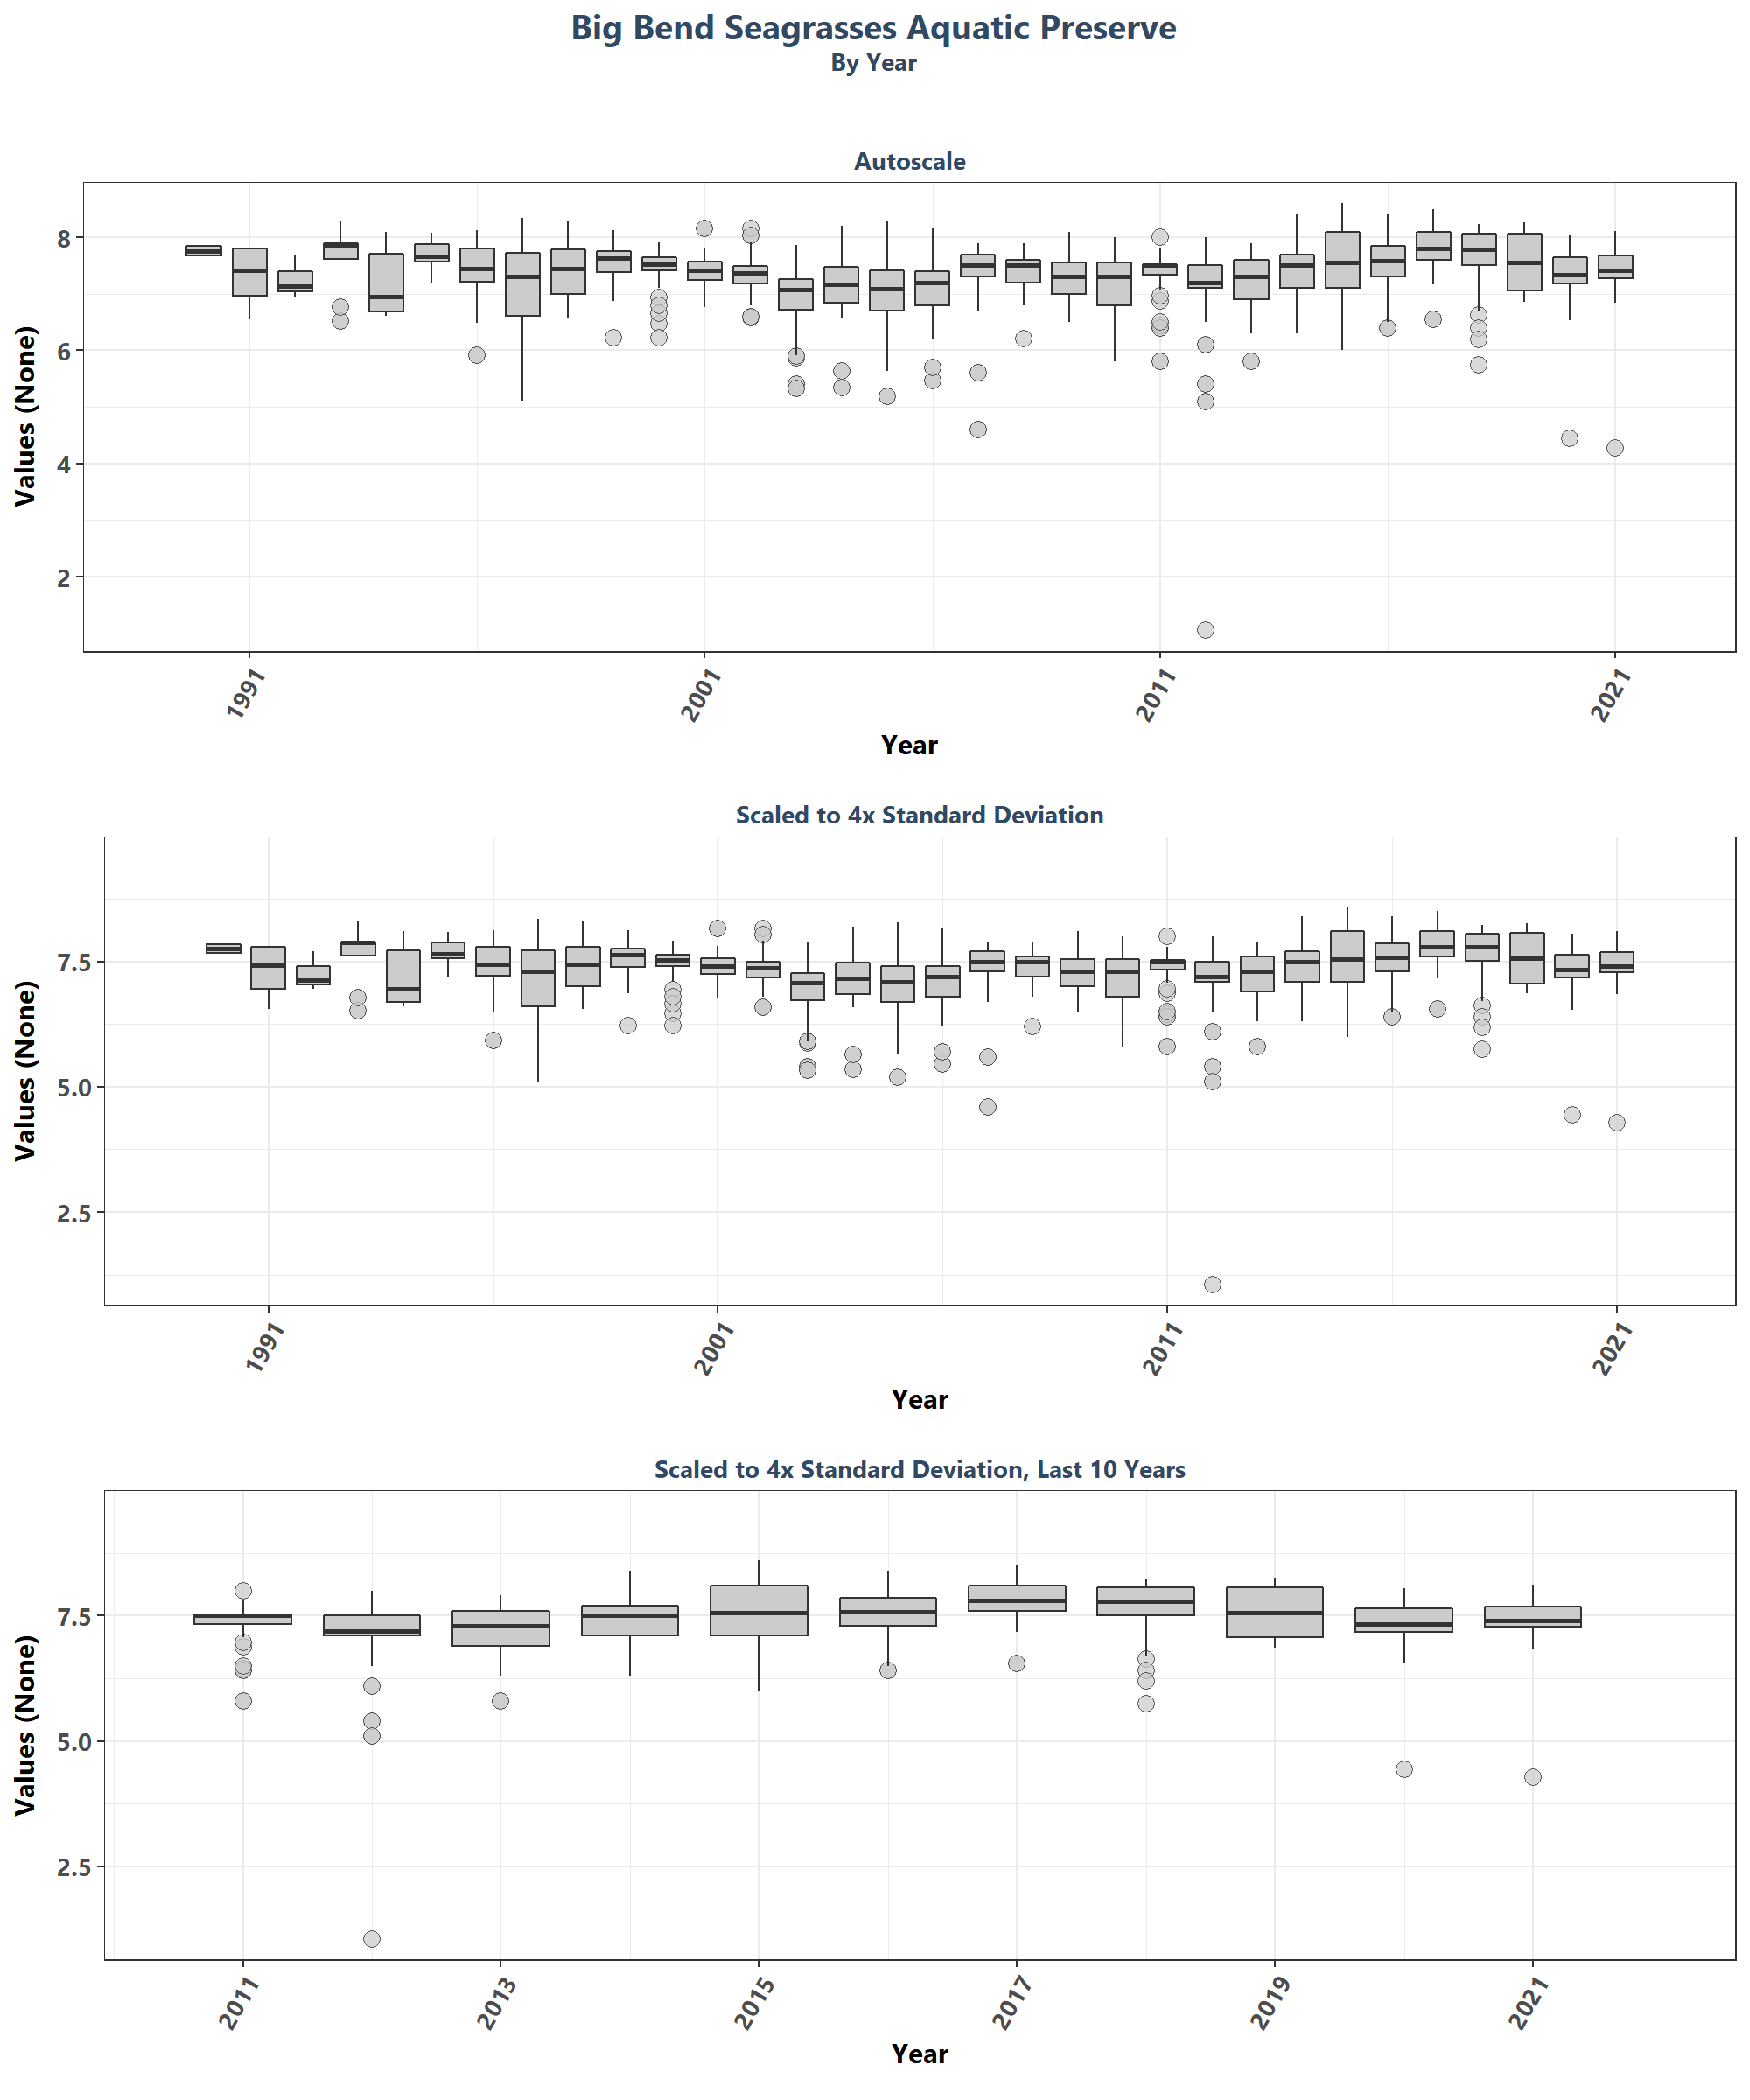 Big Bend Seagrasses Aquatic Preserve
By Year
Autoscale
Values (None)
8
6
4
2
1991
2001
2011
2021
Year
Scaled to 4x Standard Deviation
Values (None)
7.5
5.0
2.5
1991
2001
2011
2021
Year
Scaled to 4x Standard Deviation, Last 10 Years
Values (None)
7.5
5.0
2.5
2011
2013
2015
2017
2019
2021
Year